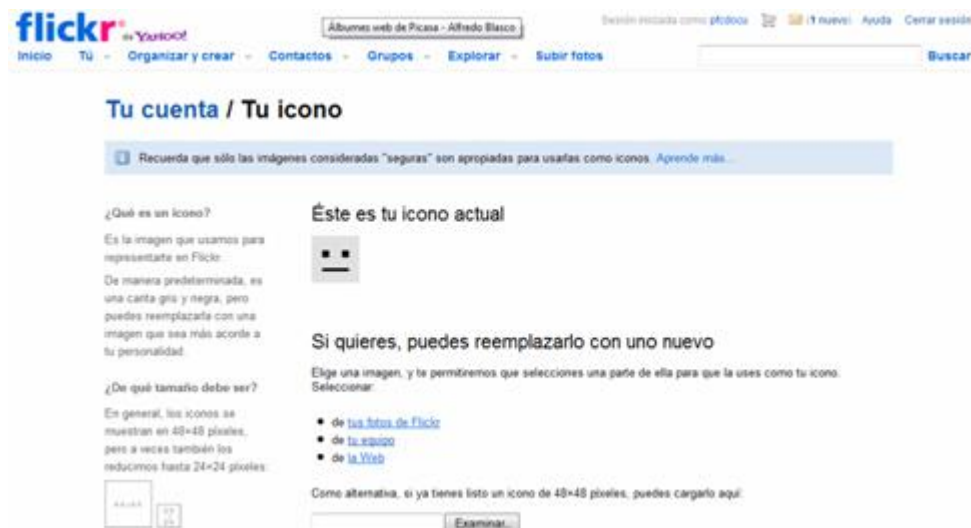 flickr de YAHOO!
Álbumes web de Picasa - Alfredo Blasco
Sesión iniciada como pfcdocu (1 nuevo) Ayuda Cerrar sesión
Inicio Tú Organizar y crear Contactos Grupos Explorar Subir fotos Buscar
Tu cuenta / Tu icono
Recuerda que sólo las imágenes consideradas "seguras" son apropiadas para usarlas como iconos. Aprende más...
¿Qué es un icono?
Es la imagen que usamos para
representarte en Flickr.
De manera predeterminada, es
una carita gris y negra, pero
puedes reemplazarla con una
imagen que sea más acorde a
tu personalidad.
¿De qué tamaño debe ser?
En general, los iconos se
muestran en 48×48 píxeles,
pero a veces también los
reducimos hasta 24×24 píxeles:
Éste es tu icono actual
Si quieres, puedes reemplazarlo con uno nuevo
Elige una imagen, y te permitiremos que selecciones una parte de ella para que la uses como tu icono.
Seleccionar:
de tus fotos de Flickr
de tu equipo
de la Web
Como alternativa, si ya tienes listo un icono de 48×48 píxeles, puedes cargarlo aquí:
Examinar...